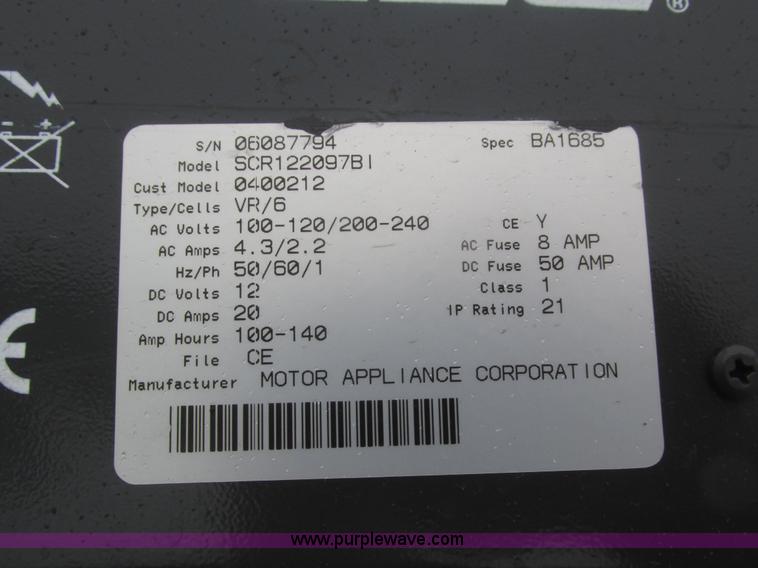 ®
S/N 06087794 Spec BA1685
Model SCR122097BI
Cust Model 0400212
Type/Cells VR/6
AC Volts 100-120/200-240 CE Y
AC Amps 4.3/2.2 AC Fuse 8 AMP
Hz/Ph 50/60/1 DC Fuse 50 AMP
DC Volts 12 Class 1
DC Amps 20 IP Rating 21
Amp Hours 100-140
File CE
CE
Manufacturer MOTOR APPLIANCE CORPORATION
www.purplewave.com